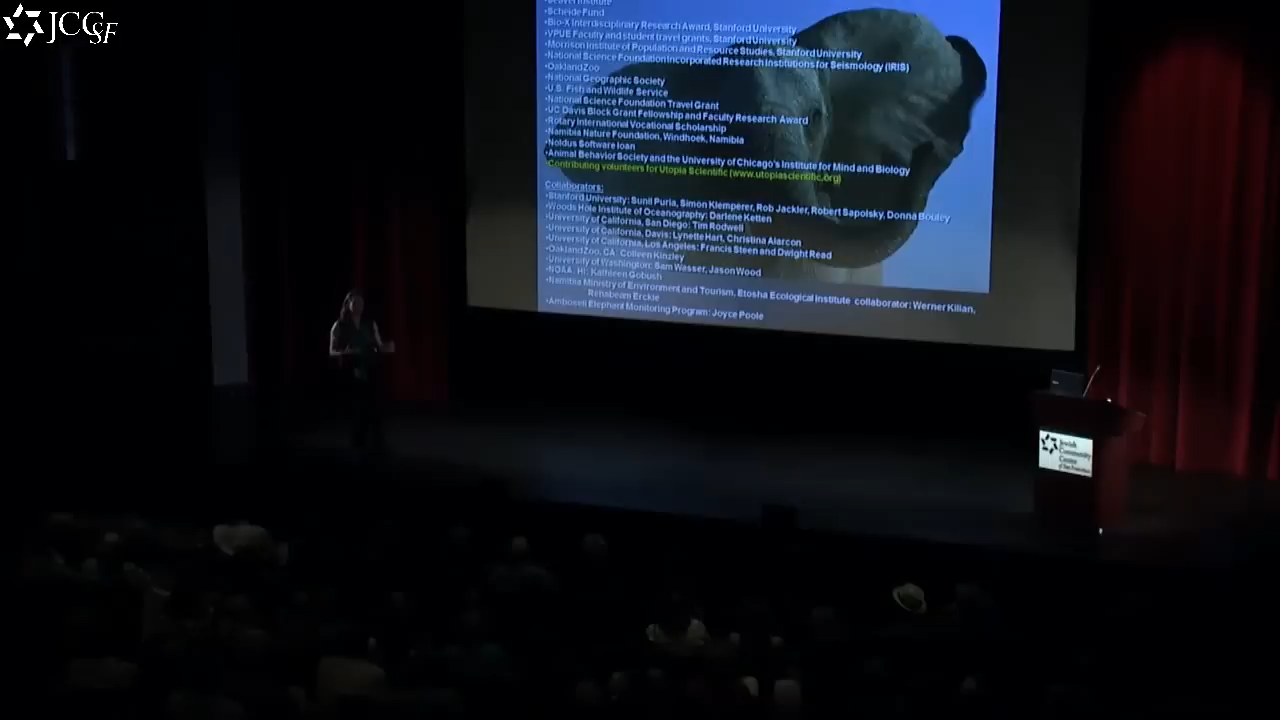 JCCSF
•Scheide Fund
•Bio-X Interdisciplinary Research Award, Stanford University
•VPUE Faculty and student travel grants, Stanford University
•Morrison Institute of Population and Resource Studies, Stanford University
•National Science Foundation Incorporated Research Institutions for Seismology (IRIS)
•Oakland Zoo
•National Geographic Society
•U.S. Fish and Wildlife Service
•National Science Foundation Travel Grant
•UC Davis Block Grant Fellowship and Faculty Research Award
•Rotary International Vocational Scholarship
•Namibia Nature Foundation, Windhoek, Namibia
•Noldus Software loan
•Animal Behavior Society and the University of Chicago's Institute for Mind and Biology
•Contributing volunteers for Utopia Scientific (www.utopiascientific.org)
Collaborators:
•Stanford University: Sunil Puria, Simon Klemperer, Rob Jackler, Robert Sapolsky, Donna Bouley
•Woods Hole Institute of Oceanography: Darlene Ketten
•University of California, San Diego: Tim Rodwell
•University of California, Davis: Lynette Hart, Christina Alarcon
•University of California, Los Angeles: Francis Steen and Dwight Read
•Oakland Zoo, CA: Colleen Kinzley
•University of Washington: Sam Wasser, Jason Wood
•NOAA, HI: Kathleen Gobush
•Namibia Ministry of Environment and Tourism, Etosha Ecological Institute collaborator: Werner Kilian,
Rehabeam Erckie
•Amboseli Elephant Monitoring Program: Joyce Poole
Jewish
Community
Center
of San Francisco